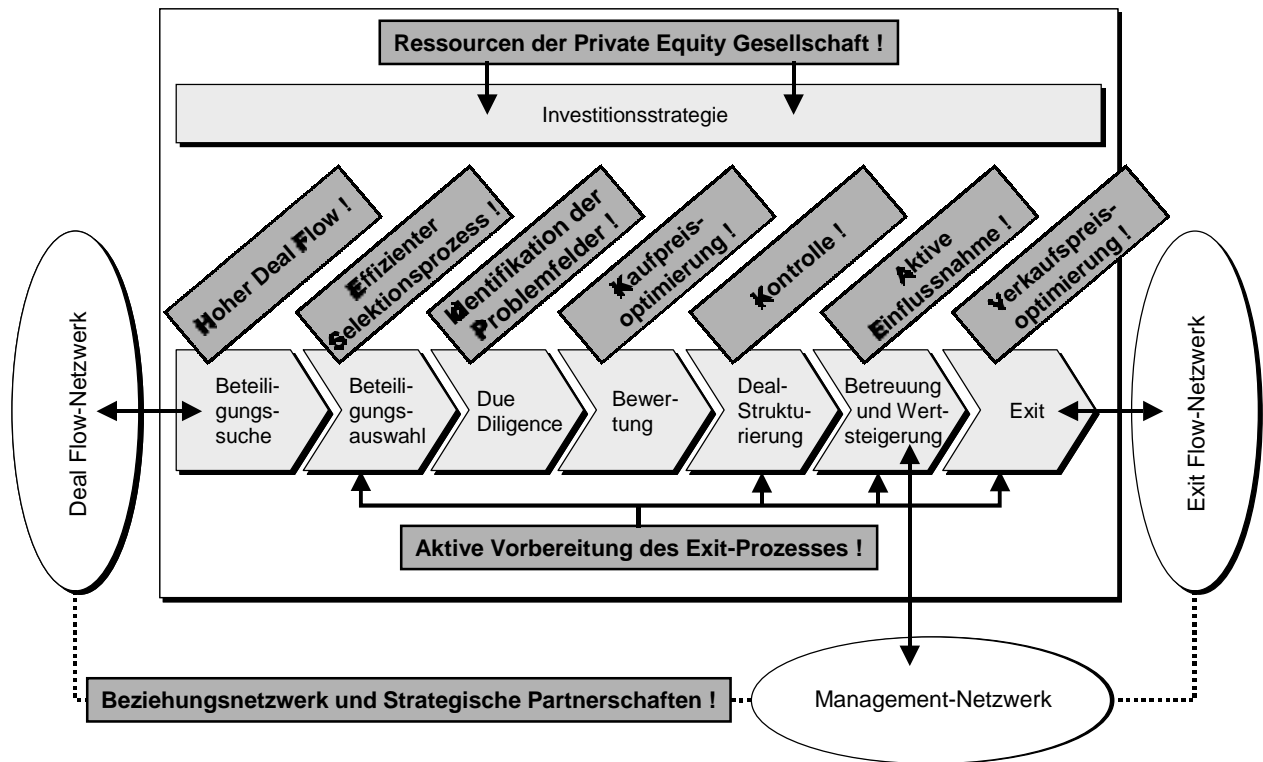 Ressourcen der Private Equity Gesellschaft !
Investitionsstrategie
Hoher Deal Flow !
Effizienter
Selektionsprozess !
Identifikation der
Problemfelder !
Kaufpreis-
optimierung !
Kontrolle !
Aktive
Einflussnahme !
Verkaufspreis-
optimierung !
Deal Flow-Netzwerk
Beteili-
gungs-
suche
Beteili-
gungs-
auswahl
Due
Diligence
Bewer-
tung
Deal-
Struktu-
rierung
Betreuung
und Wert-
steigerung
Exit
Exit Flow-Netzwerk
Aktive Vorbereitung des Exit-Prozesses !
Beziehungsnetzwerk und Strategische Partnerschaften !
Management-Netzwerk